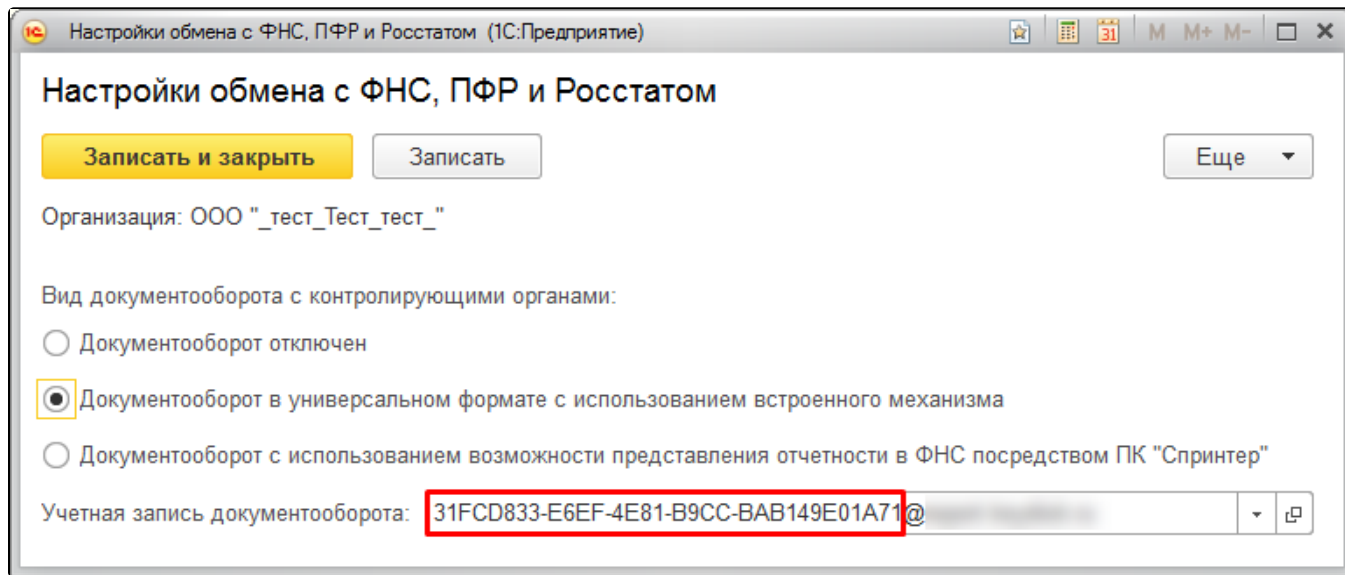 1С Настройки обмена с ФНС, ПФР и Росстатом (1С:Предприятие) 31 M M+ M-
Настройки обмена с ФНС, ПФР и Росстатом
Записать и закрыть Записать Еще
Организация: ООО "_тест_Тест_тест_"
Вид документооборота с контролирующими органами:
Документооборот отключен
Документооборот в универсальном формате с использованием встроенного механизма
Документооборот с использованием возможности представления отчетности в ФНС посредством ПК "Спринтер"
Учетная запись документооборота: 31FCD833-E6EF-4E81-B9CC-BAB149E01A71@